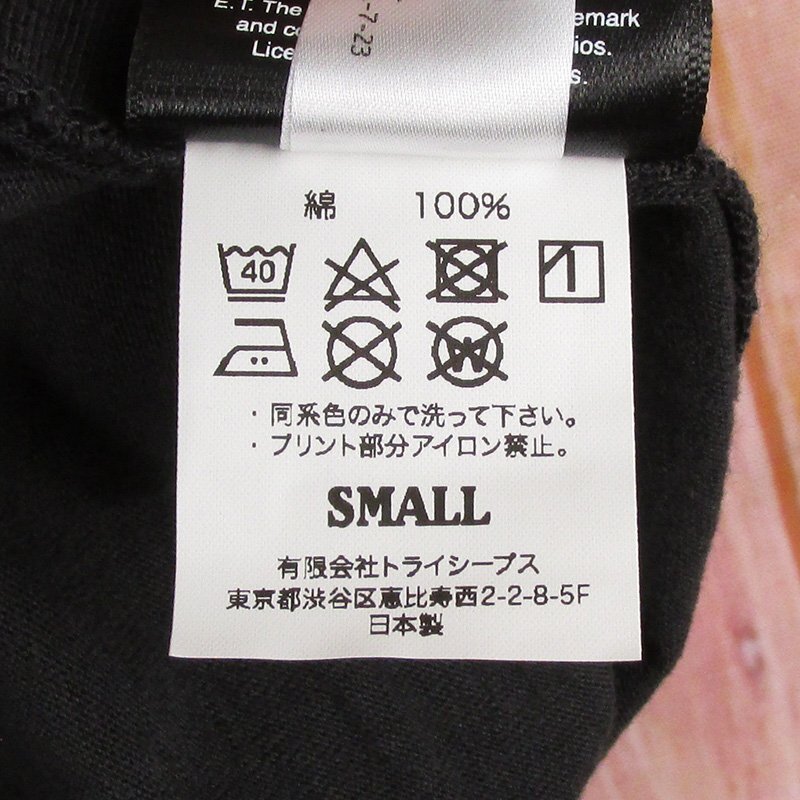 E.T. The
and co
Lice
emark
ios.
s.
-7-23
綿 100%
40
W
・同系色のみで洗って下さい。
・プリント部分アイロン禁止。
SMALL
有限会社トライシープス
東京都渋谷区恵比寿西2-2-8-5F
日本製